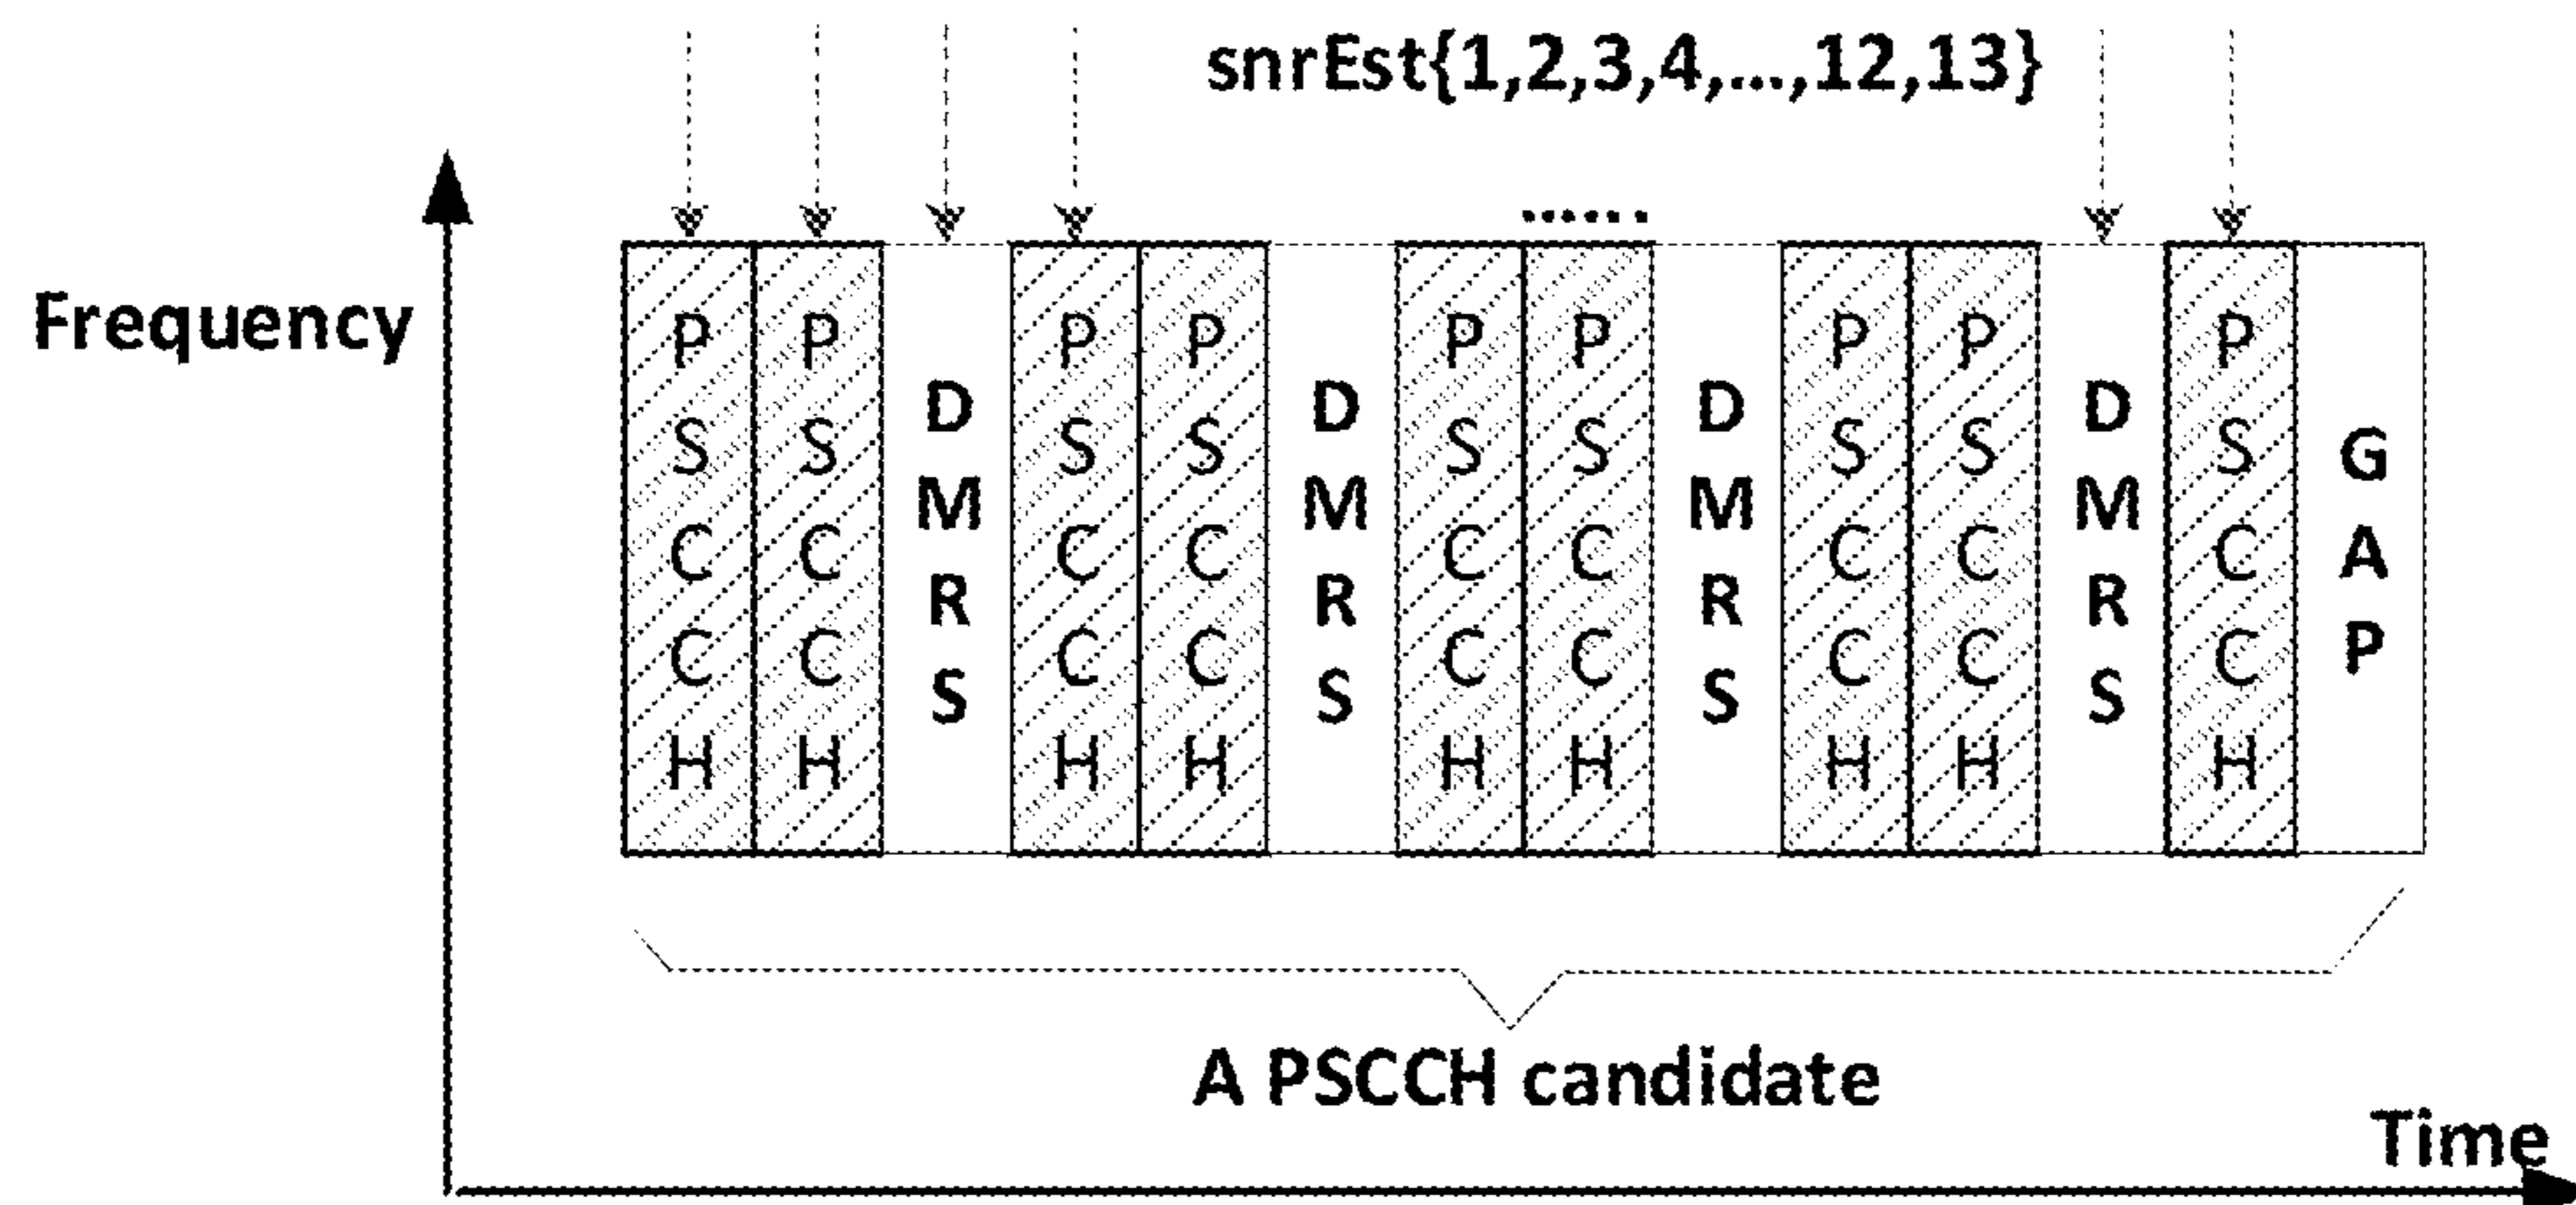 snrEst{1,2,3,4,...,12,13}
......
Frequency
PSCCH
PSCCH
DMRS
PSCCH
PSCCH
DMRS
PSCCH
PSCCH
DMRS
PSCCH
PSCCH
DMRS
PSCCH
GAP
A PSCCH candidate
Time